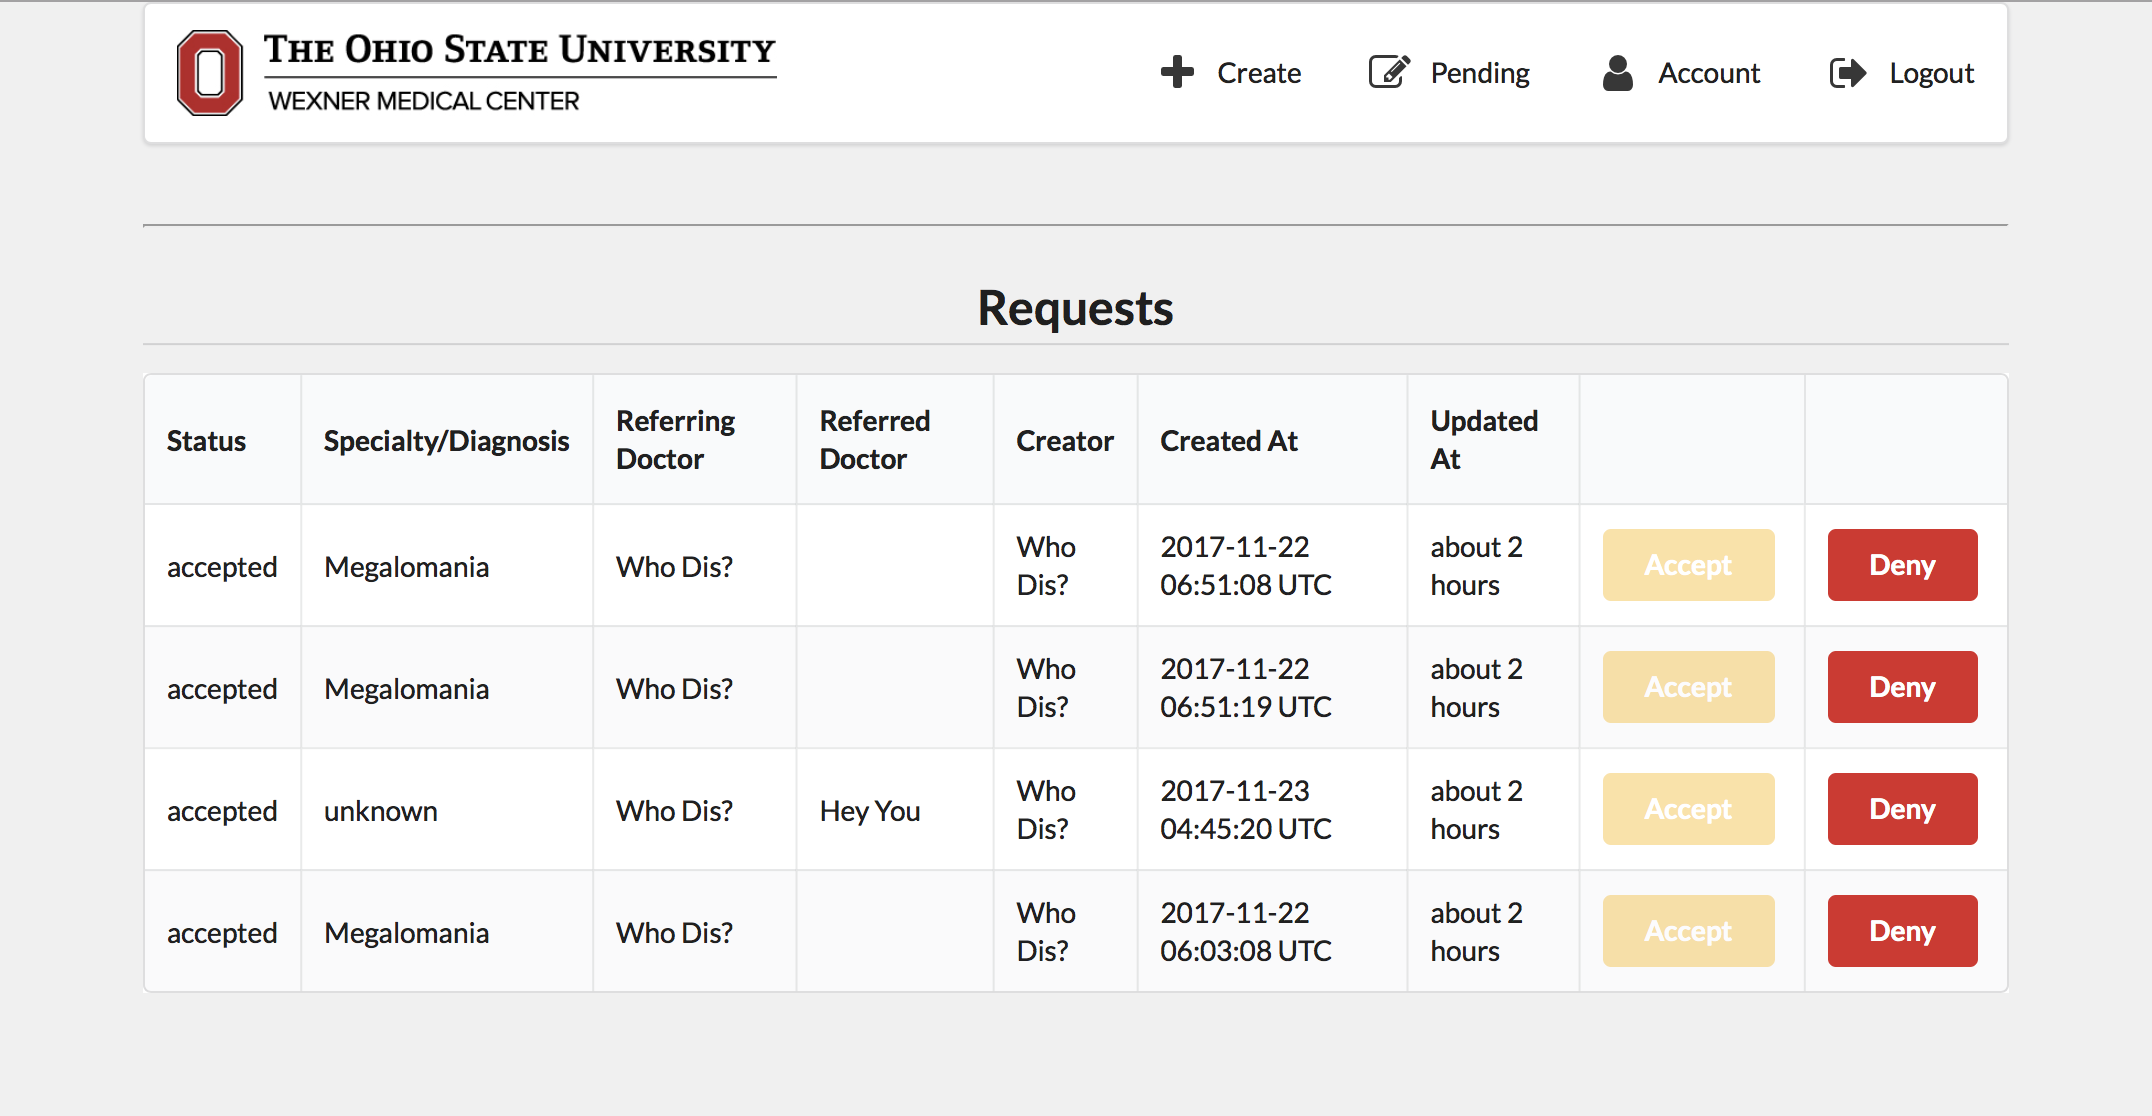 THE OHIO STATE UNIVERSITY
WEXNER MEDICAL CENTER
Create
Pending
Account
Logout
Requests
Status
Specialty/Diagnosis
Referring
Doctor
Referred
Doctor
Creator
Created At
Updated
At
accepted
Megalomania
Who Dis?
Who
Dis?
2017-11-22
06:51:08 UTC
about 2
hours
Accept
Deny
accepted
Megalomania
Who Dis?
Who
Dis?
2017-11-22
06:51:19 UTC
about 2
hours
Accept
Deny
accepted
unknown
Who Dis?
Hey You
Who
Dis?
2017-11-23
04:45:20 UTC
about 2
hours
Accept
Deny
accepted
Megalomania
Who Dis?
Who
Dis?
2017-11-22
06:03:08 UTC
about 2
hours
Accept
Deny